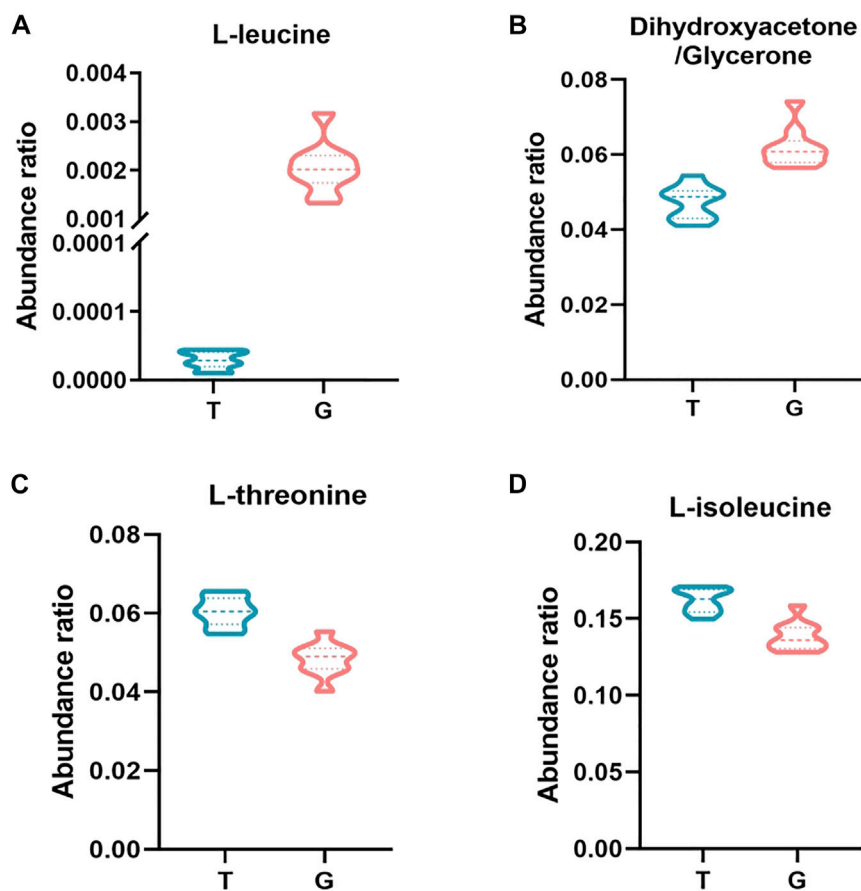 A
L-leucine
Abundance ratio
0.004
0.003
0.002
0.001
0.0001
0.0001
0.0000
T G
B
Dihydroxyacetone
/Glycerone
Abundance ratio
0.08
0.06
0.04
0.02
0.00
T G
C
L-threonine
Abundance ratio
0.08
0.06
0.04
0.02
0.00
T G
D
L-isoleucine
Abundance ratio
0.20
0.15
0.10
0.05
0.00
T G